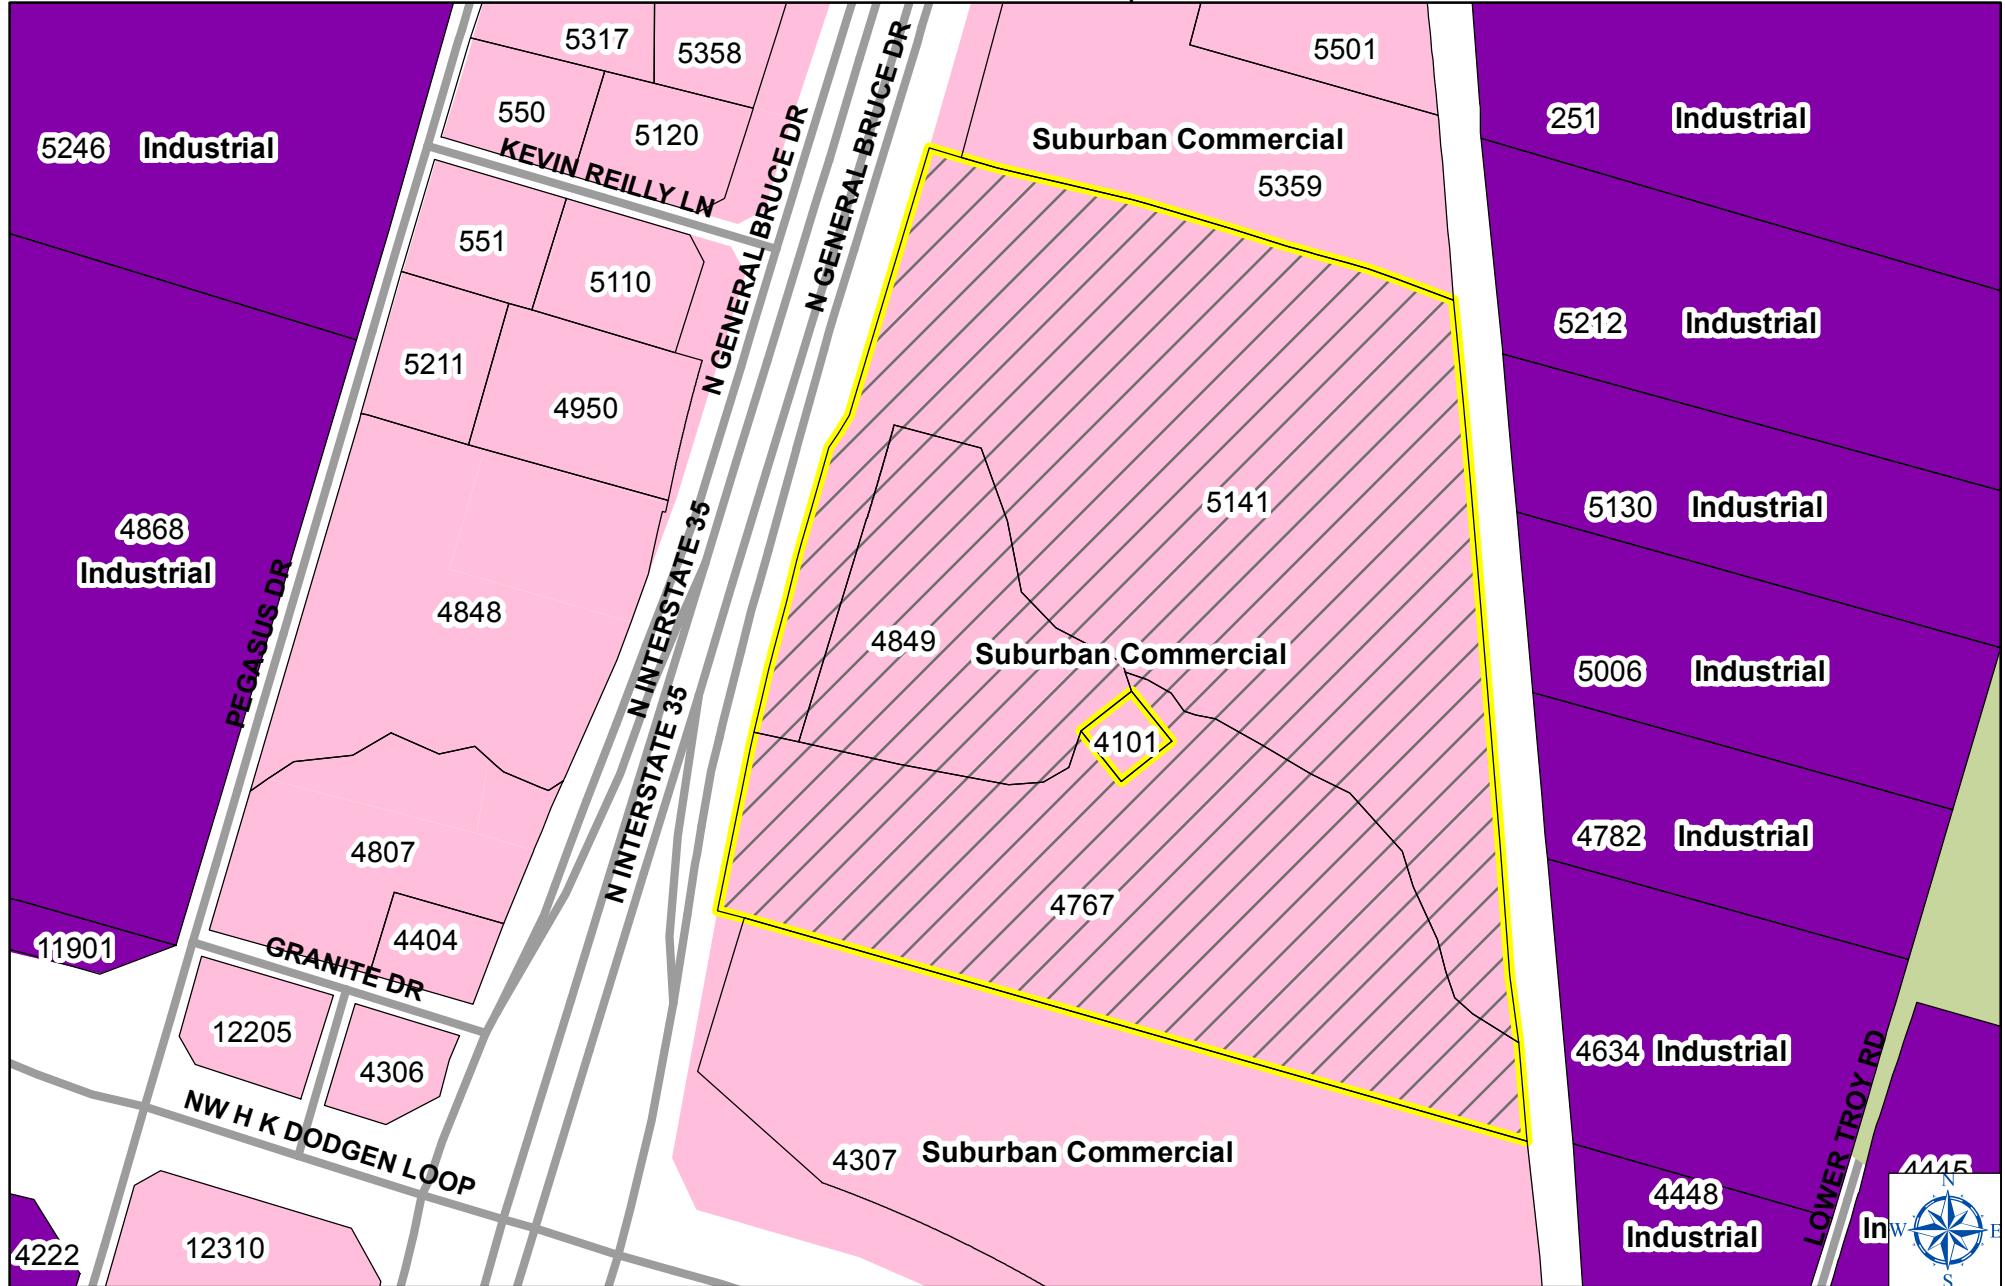 5317
5358
5501
550
5120
251
Industrial
5246
Industrial
Suburban Commercial
5359
KEVIN REILLY LN
N GENERAL BRUCE DR
N GENERAL BRUCE DR
551
5110
5212
Industrial
5211
4950
5141
5130
Industrial
4868
Industrial
PEGASUS DR
4848
N INTERSTATE 35
4849
Suburban Commercial
5006
Industrial
4101
N INTERSTATE 35
4782
Industrial
4807
4767
4404
11901
GRANITE DR
12205
4306
4634
Industrial
LOWER TROY RD
NW H K DODGEN LOOP
4307
Suburban Commercial
4445
4448
Industrial
In
N
W
E
S
4222
12310